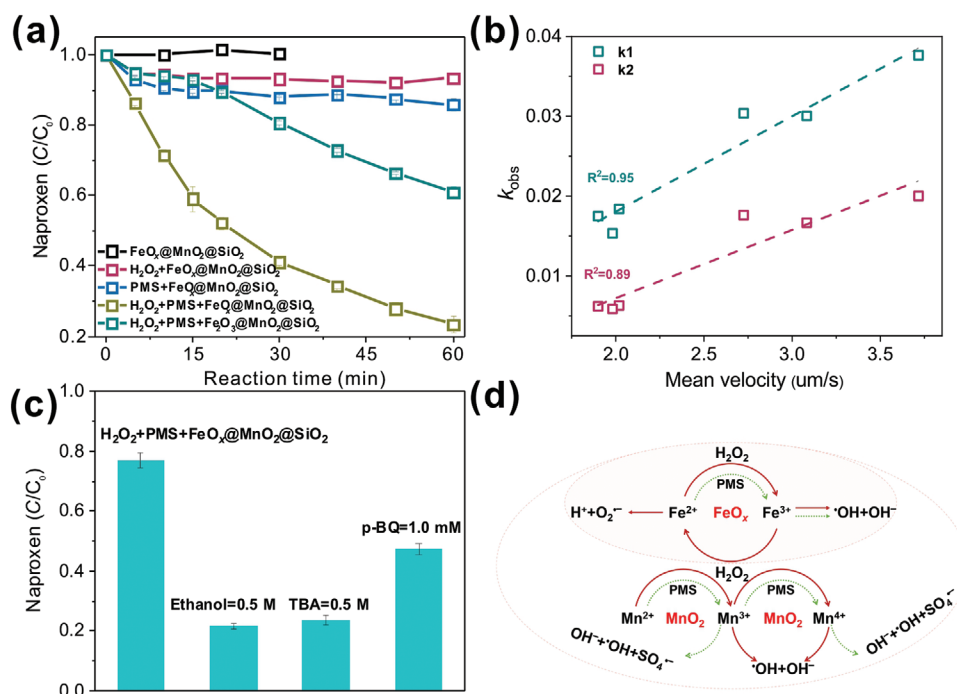 (a)
Naproxen (C/C₀)
1.0
0.8
0.6
0.4
0.2
FeOₓ@MnO₂@SiO₂
H₂O₂+FeOₓ@MnO₂@SiO₂
PMS+FeOₓ@MnO₂@SiO₂
H₂O₂+PMS+FeOₓ@MnO₂@SiO₂
H₂O₂+PMS+Fe₂O₃@MnO₂@SiO₂
0 15 30 45 60
Reaction time (min)
(b)
k_obs
0.04
0.03
0.02
0.01
k1
k2
R²=0.95
R²=0.89
2.0 2.5 3.0 3.5
Mean velocity (um/s)
(c)
Naproxen (C/C₀)
1.0
0.8
0.6
0.4
0.2
0.0
H₂O₂+PMS+FeOₓ@MnO₂@SiO₂
p-BQ=1.0 mM
Ethanol=0.5 M TBA=0.5 M
(d)
H₂O₂
PMS
H⁺+O₂•⁻ Fe²⁺ FeOₓ Fe³⁺ •OH+OH⁻
H₂O₂
PMS PMS
Mn²⁺ MnO₂ Mn³⁺ MnO₂ Mn⁴⁺
OH⁻+•OH+SO₄•⁻ •OH+OH⁻ OH⁻+•OH+SO₄•⁻